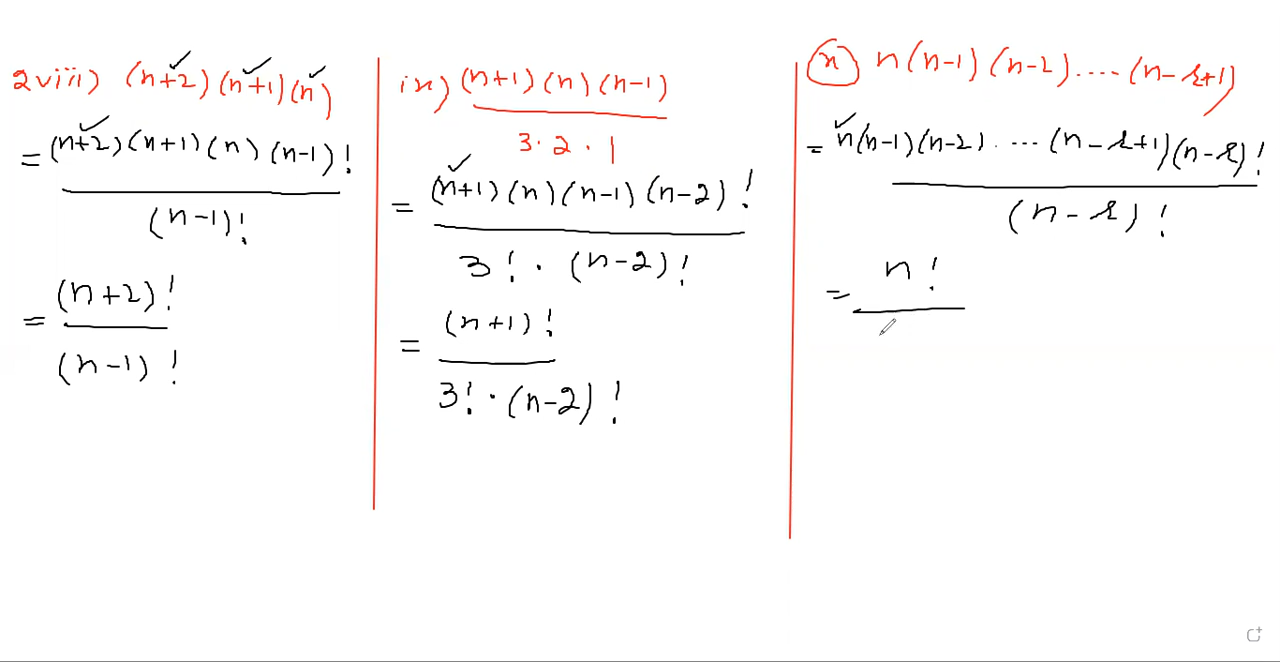 2viii) (n+2)(n+1)(n)
= (n+2)(n+1)(n)(n-1)!
(n-1)!
= (n+2)!
(n-1)!
ix) (n+1)(n)(n-1)
3·2·1
= (n+1)(n)(n-1)(n-2)!
3!·(n-2)!
= (n+1)!
3!·(n-2)!
(x) n(n-1)(n-2).....(n-r+1)
= n(n-1)(n-2)....(n-r+1)(n-r)!
(n-r)!
= n!